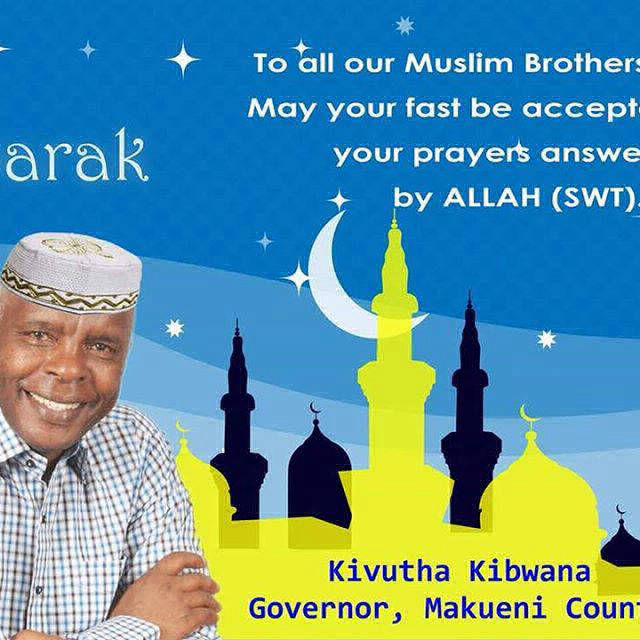 To all our Muslim Brothers
May your fast be accept
arak
your prayers answe
by ALLAH (SWT).
Kivutha Kibwana
Governor, Makueni Count